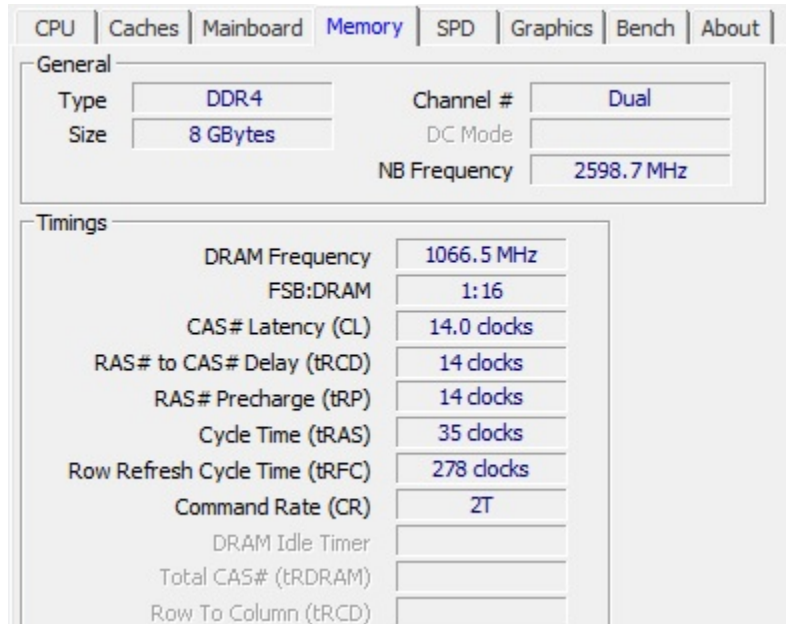 CPU Caches Mainboard Memory SPD Graphics Bench About
General
Type DDR4 Channel # Dual
Size 8 GBytes DC Mode
NB Frequency 2598.7 MHz
Timings
DRAM Frequency 1066.5 MHz
FSB:DRAM 1:16
CAS# Latency (CL) 14.0 clocks
RAS# to CAS# Delay (tRCD) 14 clocks
RAS# Precharge (tRP) 14 clocks
Cycle Time (tRAS) 35 clocks
Row Refresh Cycle Time (tRFC) 278 clocks
Command Rate (CR) 2T
DRAM Idle Timer
Total CAS# (tRDRAM)
Row To Column (tRCD)